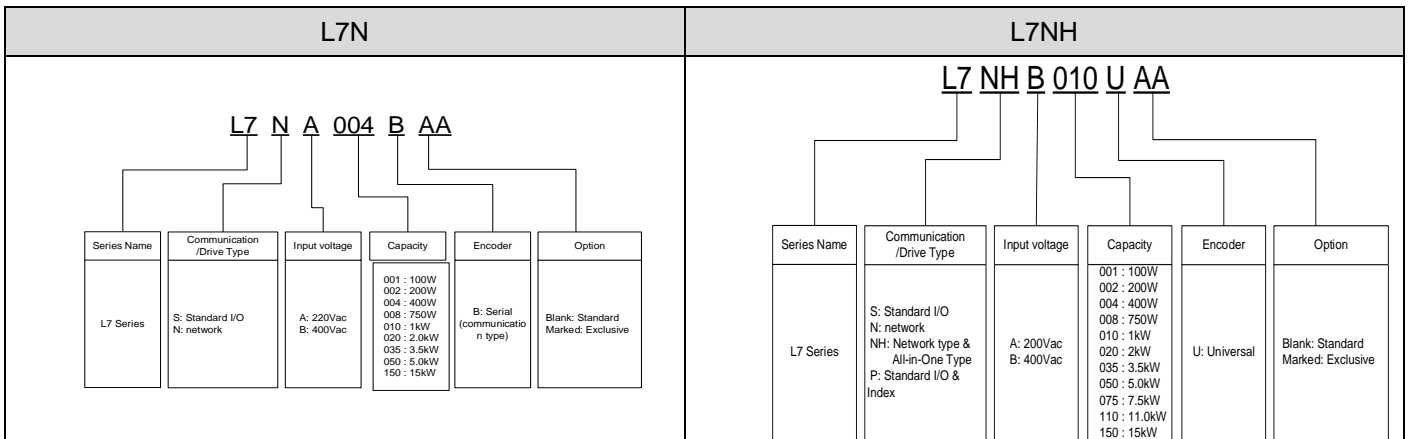 L7N
L7NH
L7 N A 004 B AA
Series Name
Communication
/Drive Type
Input voltage
Capacity
Encoder
Option
L7 Series
S: Standard I/O
N: network
A: 220Vac
B: 400Vac
001 : 100W
002 : 200W
004 : 400W
008 : 750W
010 : 1kW
020 : 2.0kW
035 : 3.5kW
050 : 5.0kW
150 : 15kW
B: Serial
(communicatio
n type)
Blank: Standard
Marked: Exclusive
L7 NH B 010 U AA
Series Name
Communication
/Drive Type
Input voltage
Capacity
Encoder
Option
L7 Series
S: Standard I/O
N: network
NH: Network type &
All-in-One Type
P: Standard I/O &
Index
A: 200Vac
B: 400Vac
001 : 100W
002 : 200W
004 : 400W
008 : 750W
010 : 1kW
020 : 2kW
035 : 3.5kW
050 : 5.0kW
075 : 7.5kW
110 : 11.0kW
150 : 15kW
U: Universal
Blank: Standard
Marked: Exclusive